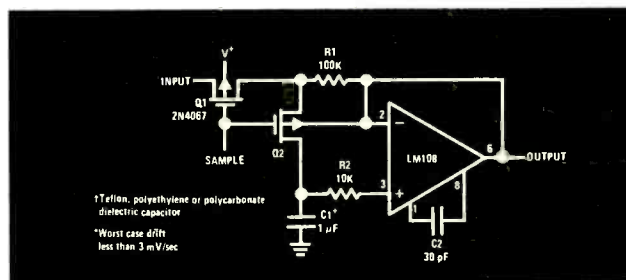 V+
R1
100K
INPUT
Q1
2N4067
2
6
OUTPUT
SAMPLE
Q2
LM108
R2
10K
3
8
1
†Teflon, polyethylene or polycarbonate
dielectric capacitor
C1†
1 µF
C2
30 pF
*Worst case drift
less than 3 mV/sec